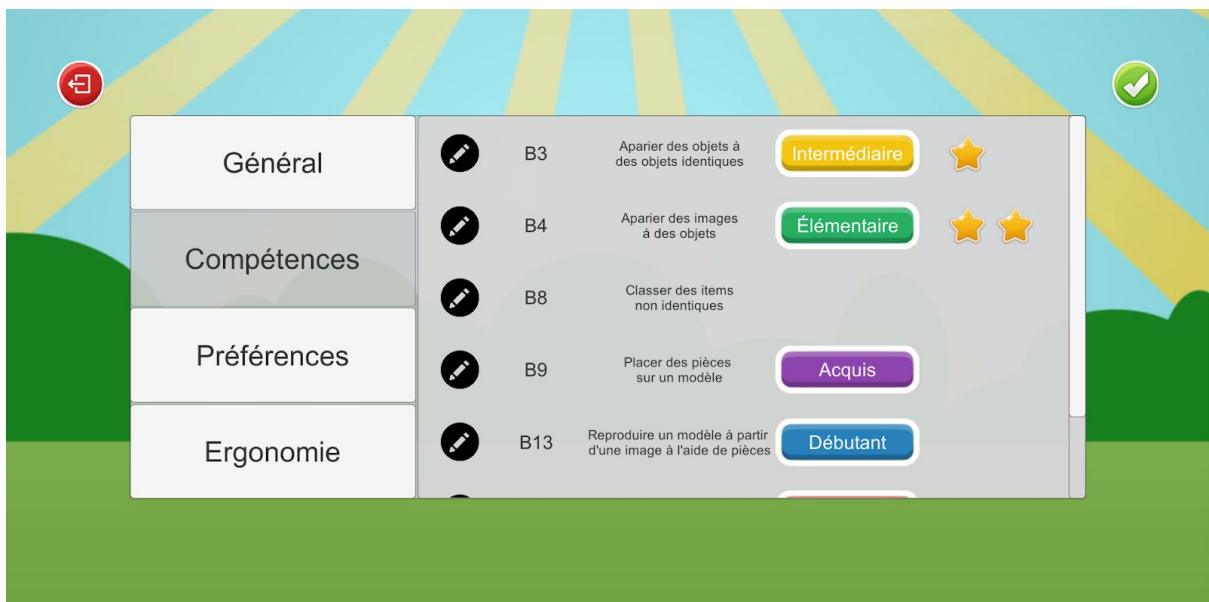 Général
Compétences
Préférences
Ergonomie
B3
Aparier des objets à
des objets identiques
Intermédiaire
B4
Aparier des images
à des objets
Élémentaire
B8
Classer des items
non identiques
B9
Placer des pièces
sur un modèle
Acquis
B13
Reproduire un modèle à partir
d'une image à l'aide de pièces
Débutant